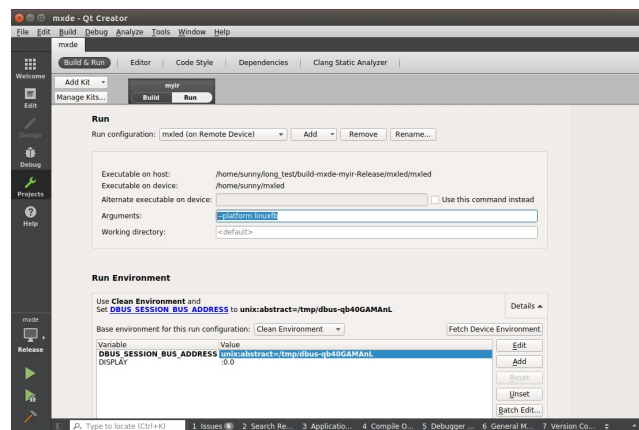 mxde - Qt Creator
File Edit Build Debug Analyze Tools Window Help
mxde
Welcome
Edit
Design
Debug
Projects
Help
mxde
Release
Build & Run Editor Code Style Dependencies Clang Static Analyzer
Add Kit
Manage Kits...
myir
Build Run
Run
Run configuration: mxled (on Remote Device) Add Remove Rename...
Executable on host: /home/sunny/long_test/build-mxde-myir-Release/mxled/mxled
Executable on device: /home/sunny/mxled
Alternate executable on device: Use this command instead
Arguments: --platform linuxfb
Working directory: <default>
Run Environment
Use Clean Environment and
Set DBUS_SESSION_BUS_ADDRESS to unix:abstract=/tmp/dbus-qb40GAMAnL
Details
Base environment for this run configuration: Clean Environment Fetch Device Environment
Variable Value
DBUS_SESSION_BUS_ADDRESS unix:abstract=/tmp/dbus-qb40GAMAnL
DISPLAY :0.0
Edit
Add
Reset
Unset
Batch Edit...
Type to locate (Ctrl+K) 1 Issues 6 2 Search Re... 3 Applicatio... 4 Compile O... 5 Debugger ... 6 General M... 7 Version Co...